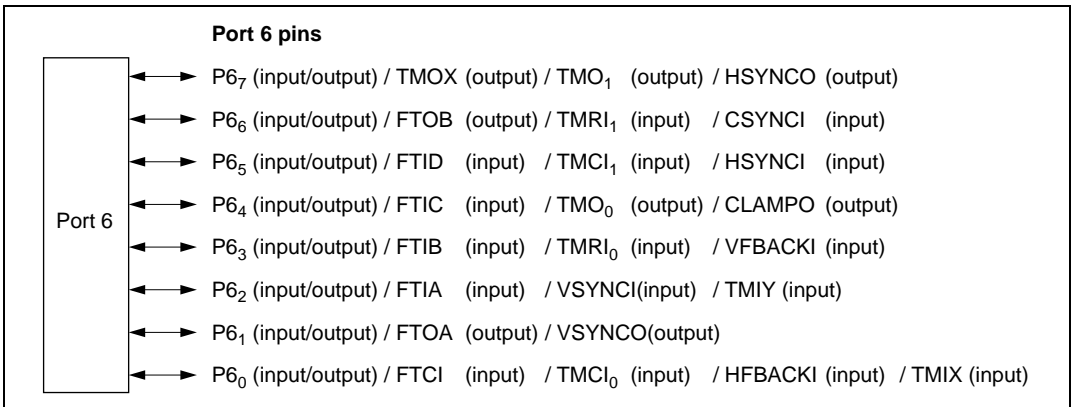 Port 6 pins
P6₇ (input/output) / TMOX (output) / TMO₁ (output) / HSYNCO (output)
P6₆ (input/output) / FTOB (output) / TMRI₁ (input) / CSYNCI (input)
P6₅ (input/output) / FTID (input) / TMCI₁ (input) / HSYNCI (input)
P6₄ (input/output) / FTIC (input) / TMO₀ (output) / CLAMPO (output)
Port 6
P6₃ (input/output) / FTIB (input) / TMRI₀ (input) / VFBACKI (input)
P6₂ (input/output) / FTIA (input) / VSYNCI(input) / TMIY (input)
P6₁ (input/output) / FTOA (output) / VSYNCO(output)
P6₀ (input/output) / FTCI (input) / TMCI₀ (input) / HFBACKI (input) / TMIX (input)